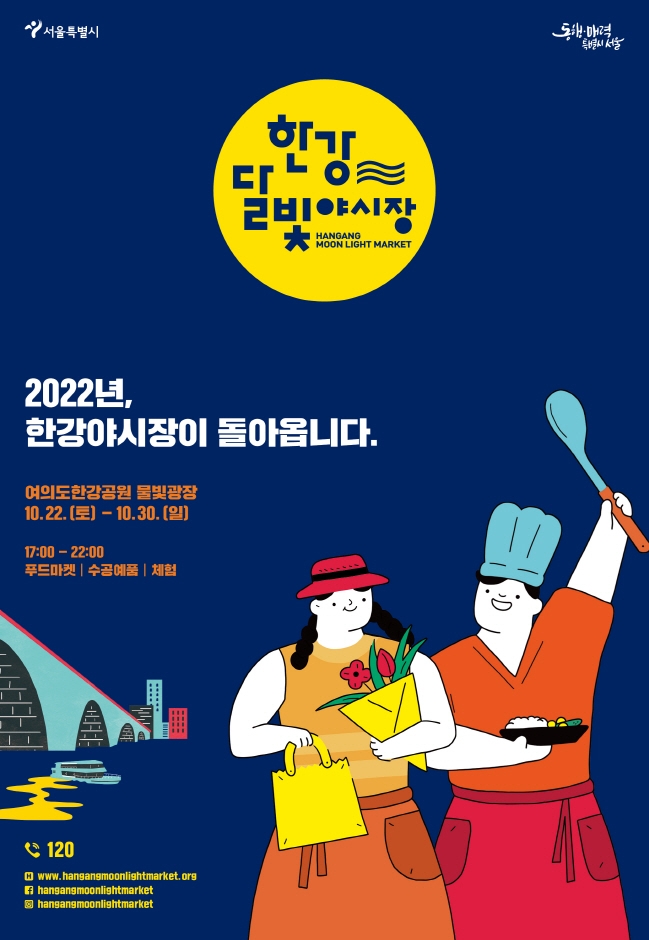 서울특별시
동행·매력
특별시 서울
한강
달빛야시장
HANGANG
MOON LIGHT MARKET
2022년,
한강야시장이 돌아옵니다.
여의도한강공원 물빛광장
10. 22. (토) – 10. 30. (일)
17:00 – 22:00
푸드마켓 | 수공예품 | 체험
120
www.hangangmoonlightmarket.org
hangangmoonlightmarket
hangangmoonlightmarket